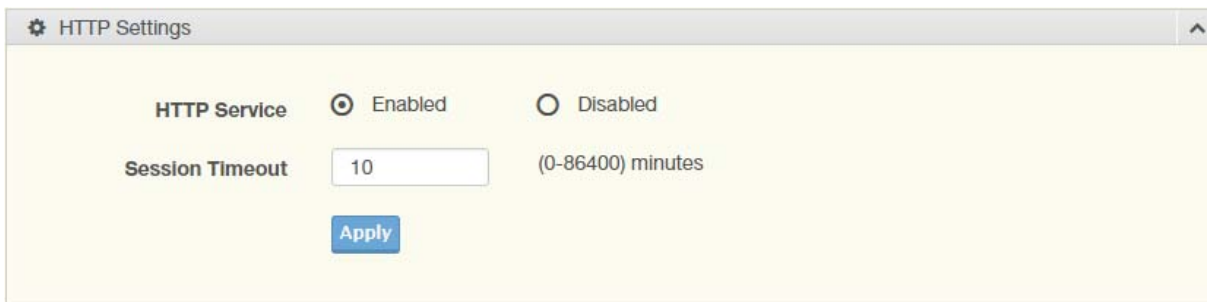 HTTP Settings
HTTP Service Enabled Disabled
Session Timeout 10 (0-86400) minutes
Apply